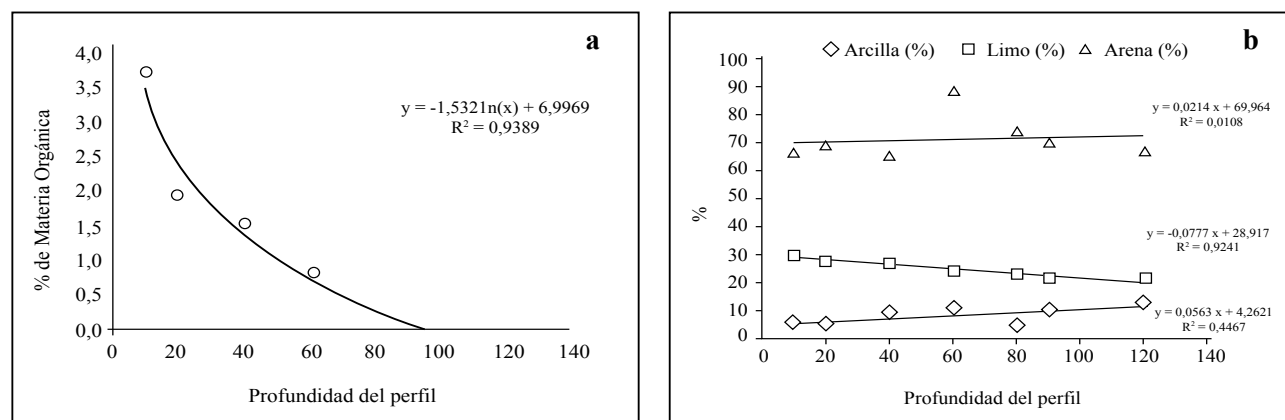 a
4,0
3,5
3,0
2,5
2,0
1,5
1,0
0,5
0,0
% de Materia Orgánica
y = -1,5321n(x) + 6,9969
R² = 0,9389
0 20 40 60 80 100 120 140
Profundidad del perfil
b
Arcilla (%) Limo (%) Arena (%)
100
90
80
70
60
50
40
30
20
10
0
%
y = 0,0214 x + 69,964
R² = 0,0108
y = -0,0777 x + 28,917
R² = 0,9241
y = 0,0563 x + 4,2621
R² = 0,4467
0 20 40 60 80 100 120 140
Profundidad del perfil